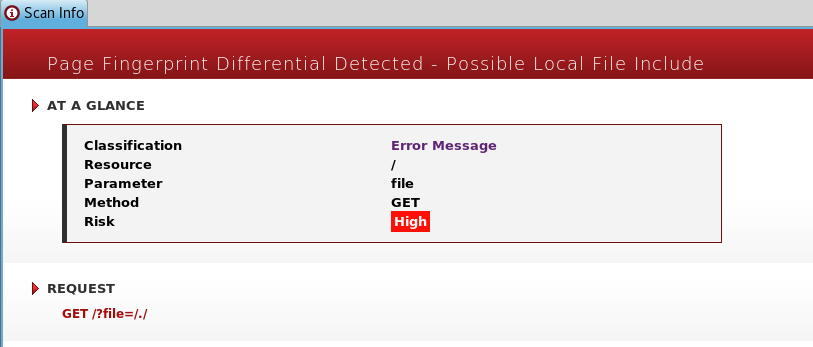 Scan Info
Page Fingerprint Differential Detected - Possible Local File Include
AT A GLANCE
Classification Error Message
Resource /
Parameter file
Method GET
Risk High
REQUEST
GET /?file=/./